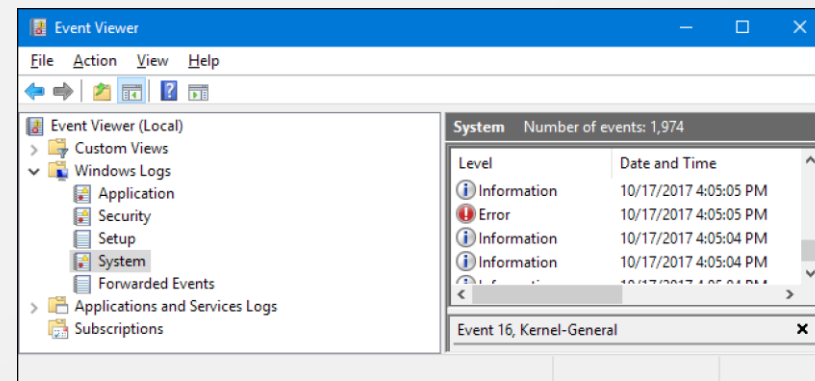 Event Viewer
File Action View Help
Event Viewer (Local)
Custom Views
Windows Logs
Application
Security
Setup
System
Forwarded Events
Applications and Services Logs
Subscriptions
System Number of events: 1,974
Level Date and Time
Information 10/17/2017 4:05:05 PM
Error 10/17/2017 4:05:05 PM
Information 10/17/2017 4:05:04 PM
Information 10/17/2017 4:05:04 PM
Event 16, Kernel-General